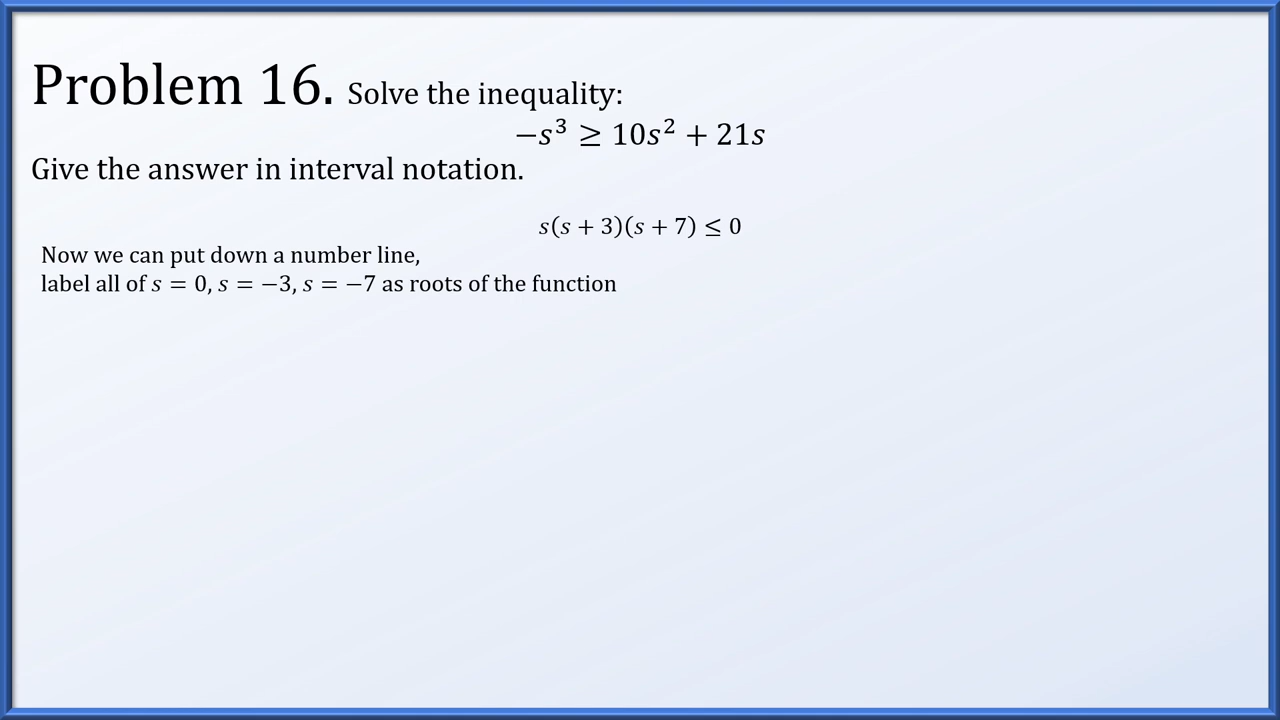 Problem 16. Solve the inequality:
−s³ ≥ 10s² + 21s
Give the answer in interval notation.
s(s + 3)(s + 7) ≤ 0
Now we can put down a number line,
label all of s = 0, s = −3, s = −7 as roots of the function